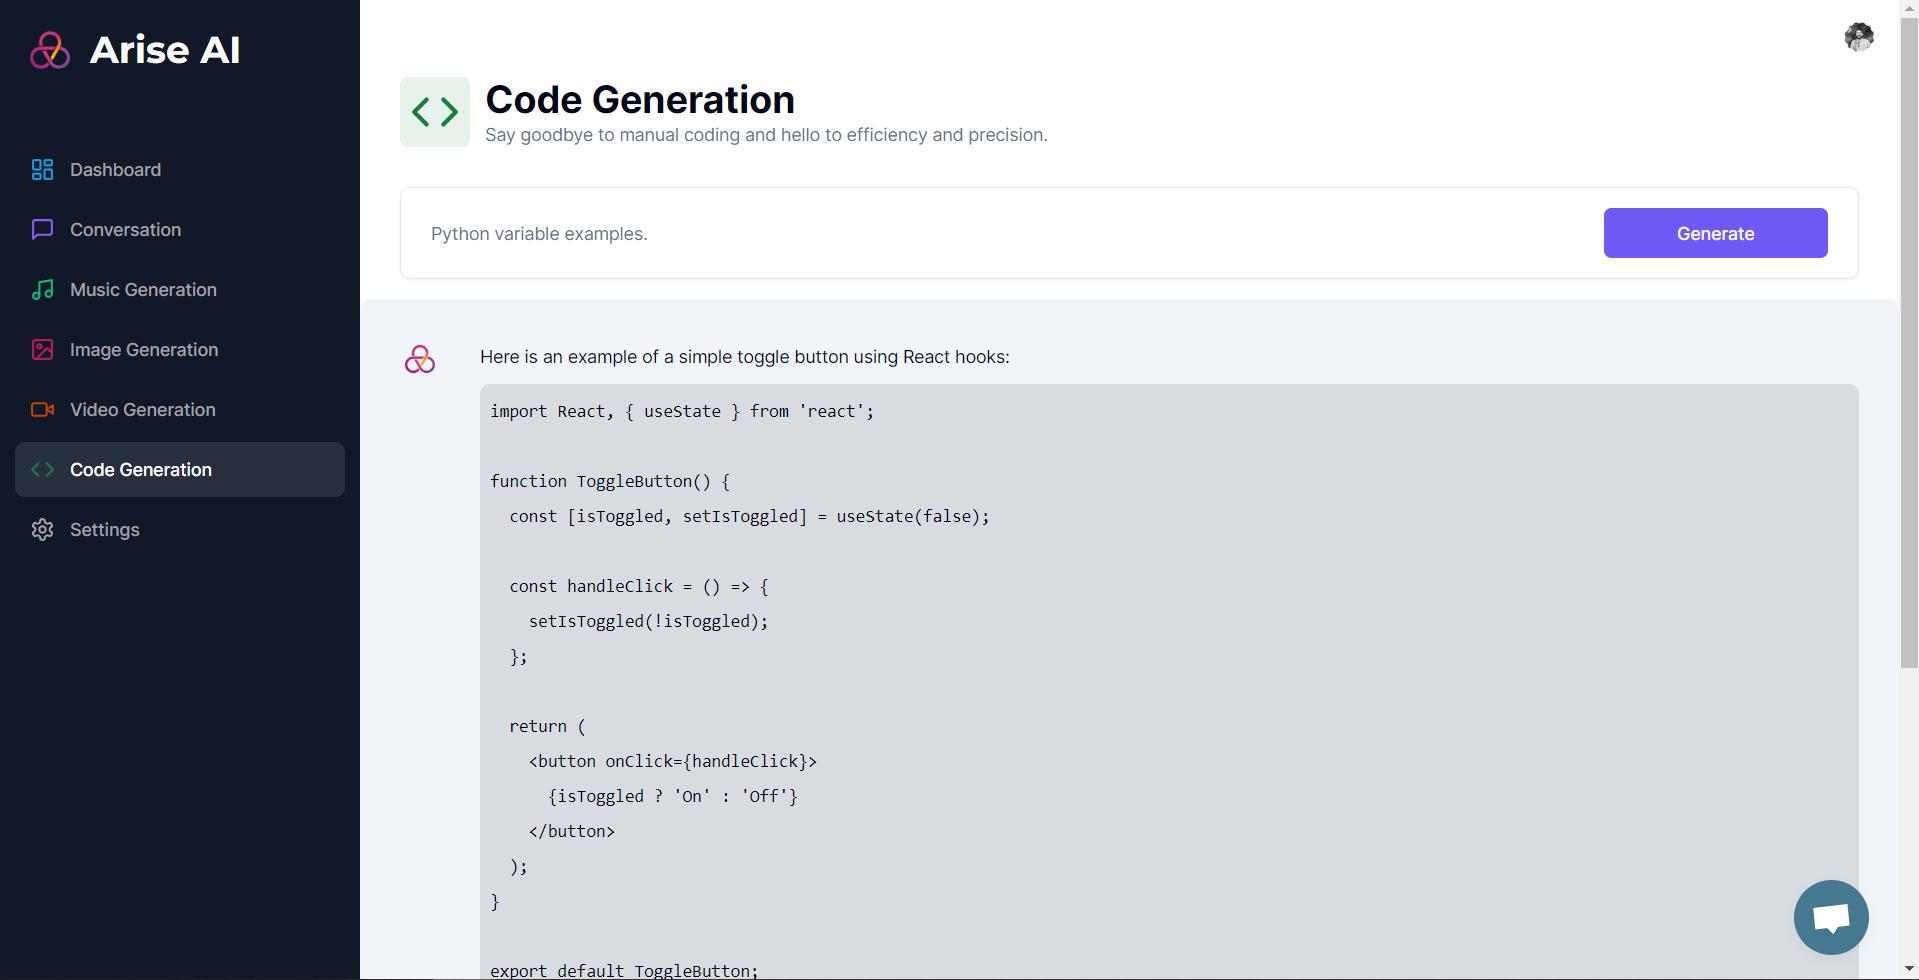 Arise AI
Dashboard
Conversation
Music Generation
Image Generation
Video Generation
Code Generation
Settings
Code Generation
Say goodbye to manual coding and hello to efficiency and precision.
Python variable examples.
Generate
Here is an example of a simple toggle button using React hooks:
import React, { useState } from 'react';
function ToggleButton() {
  const [isToggled, setIsToggled] = useState(false);
  const handleClick = () => {
    setIsToggled(!isToggled);
  };
  return (
    <button onClick={handleClick}>
      {isToggled ? 'On' : 'Off'}
    </button>
  );
}
export default ToggleButton;